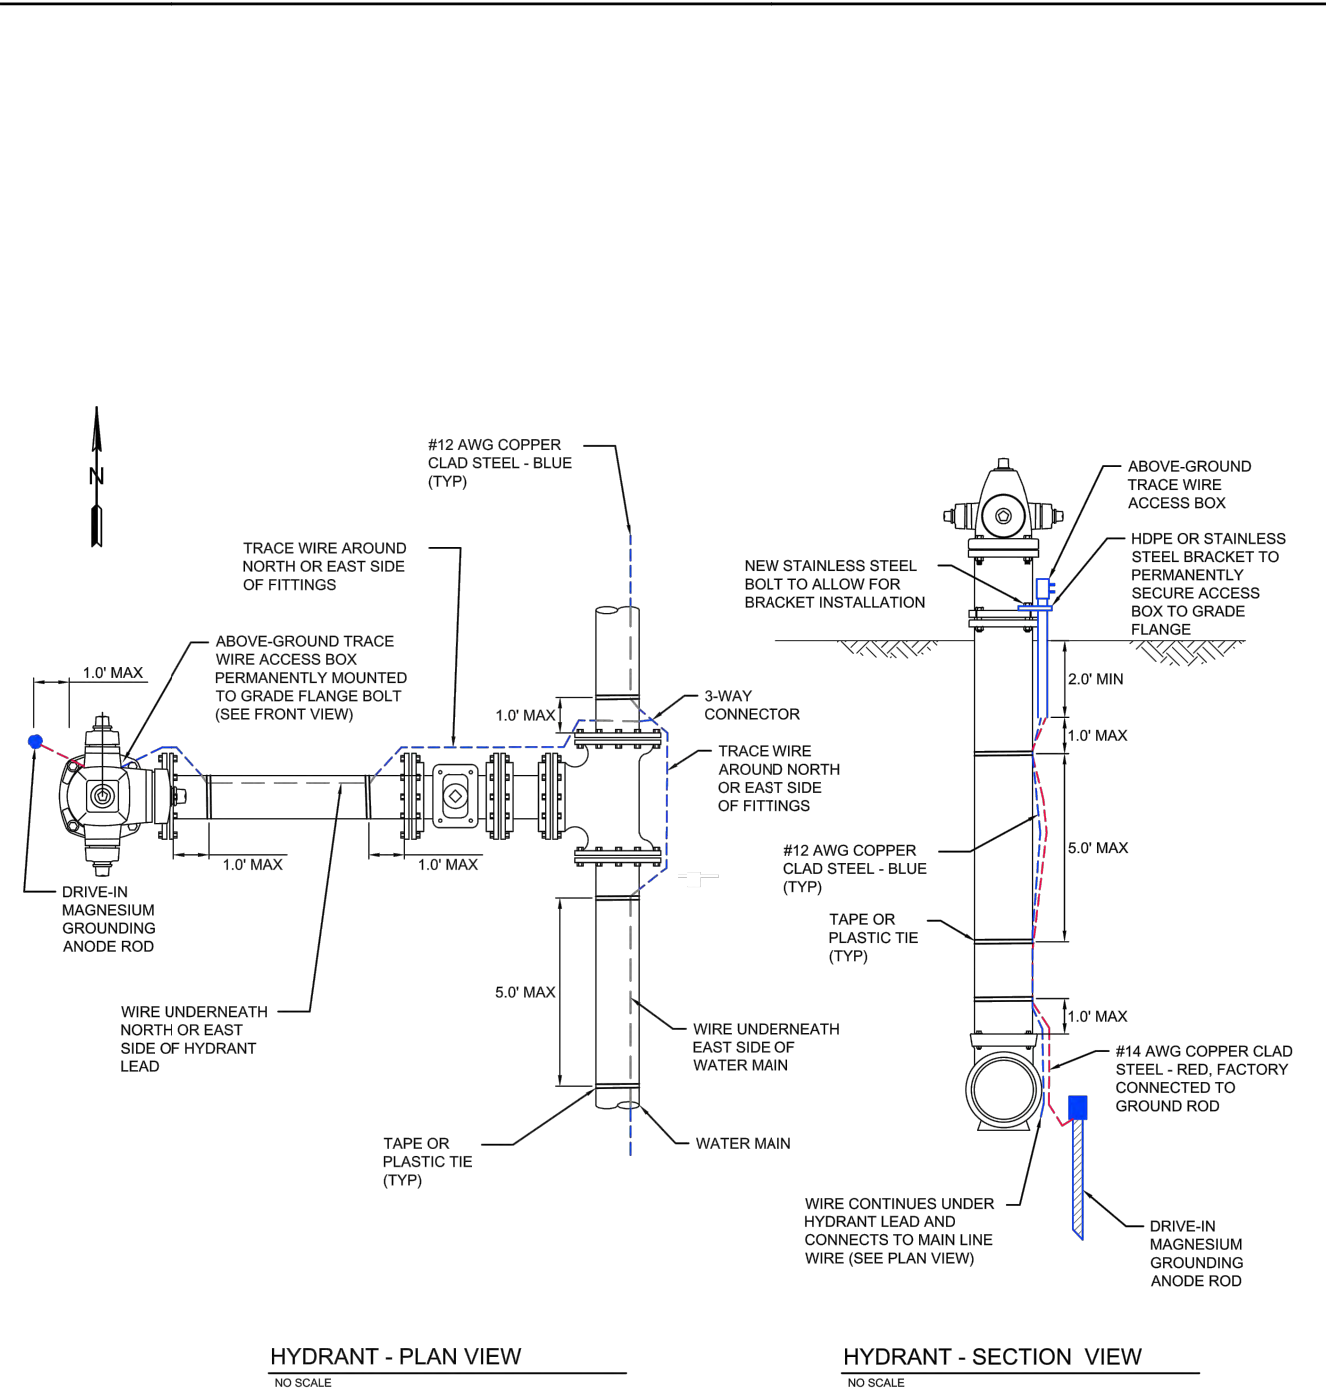 N
#12 AWG COPPER
CLAD STEEL - BLUE
(TYP)
TRACE WIRE AROUND
NORTH OR EAST SIDE
OF FITTINGS
ABOVE-GROUND TRACE
WIRE ACCESS BOX
PERMANENTLY MOUNTED
TO GRADE FLANGE BOLT
(SEE FRONT VIEW)
1.0' MAX
1.0' MAX
3-WAY
CONNECTOR
TRACE WIRE
AROUND NORTH
OR EAST SIDE
OF FITTINGS
1.0' MAX
1.0' MAX
DRIVE-IN
MAGNESIUM
GROUNDING
ANODE ROD
5.0' MAX
WIRE UNDERNEATH
NORTH OR EAST
SIDE OF HYDRANT
LEAD
WIRE UNDERNEATH
EAST SIDE OF
WATER MAIN
TAPE OR
PLASTIC TIE
(TYP)
WATER MAIN
HYDRANT - PLAN VIEW
NO SCALE
ABOVE-GROUND
TRACE WIRE
ACCESS BOX
HDPE OR STAINLESS
STEEL BRACKET TO
PERMANENTLY
SECURE ACCESS
BOX TO GRADE
FLANGE
NEW STAINLESS STEEL
BOLT TO ALLOW FOR
BRACKET INSTALLATION
2.0' MIN
1.0' MAX
#12 AWG COPPER
CLAD STEEL - BLUE
(TYP)
5.0' MAX
TAPE OR
PLASTIC TIE
(TYP)
1.0' MAX
#14 AWG COPPER CLAD
STEEL - RED, FACTORY
CONNECTED TO
GROUND ROD
WIRE CONTINUES UNDER
HYDRANT LEAD AND
CONNECTS TO MAIN LINE
WIRE (SEE PLAN VIEW)
DRIVE-IN
MAGNESIUM
GROUNDING
ANODE ROD
HYDRANT - SECTION  VIEW
NO SCALE